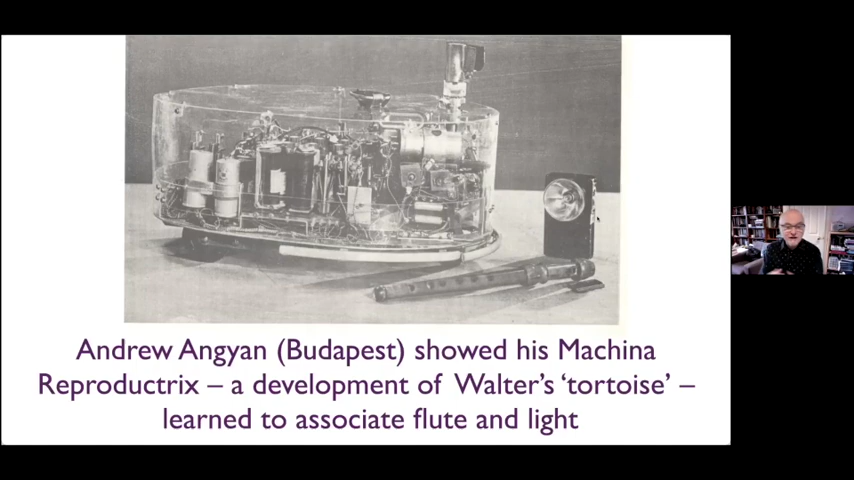 Andrew Angyan (Budapest) showed his Machina
Reproductrix – a development of Walter's 'tortoise' –
learned to associate flute and light